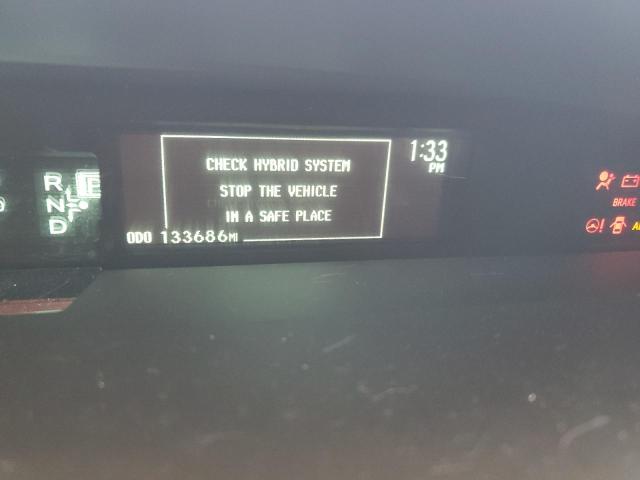 CHECK HYBRID SYSTEM
STOP THE VEHICLE
IN A SAFE PLACE
1:33
PM
R
N
D
ODO 133686MI
BRAKE